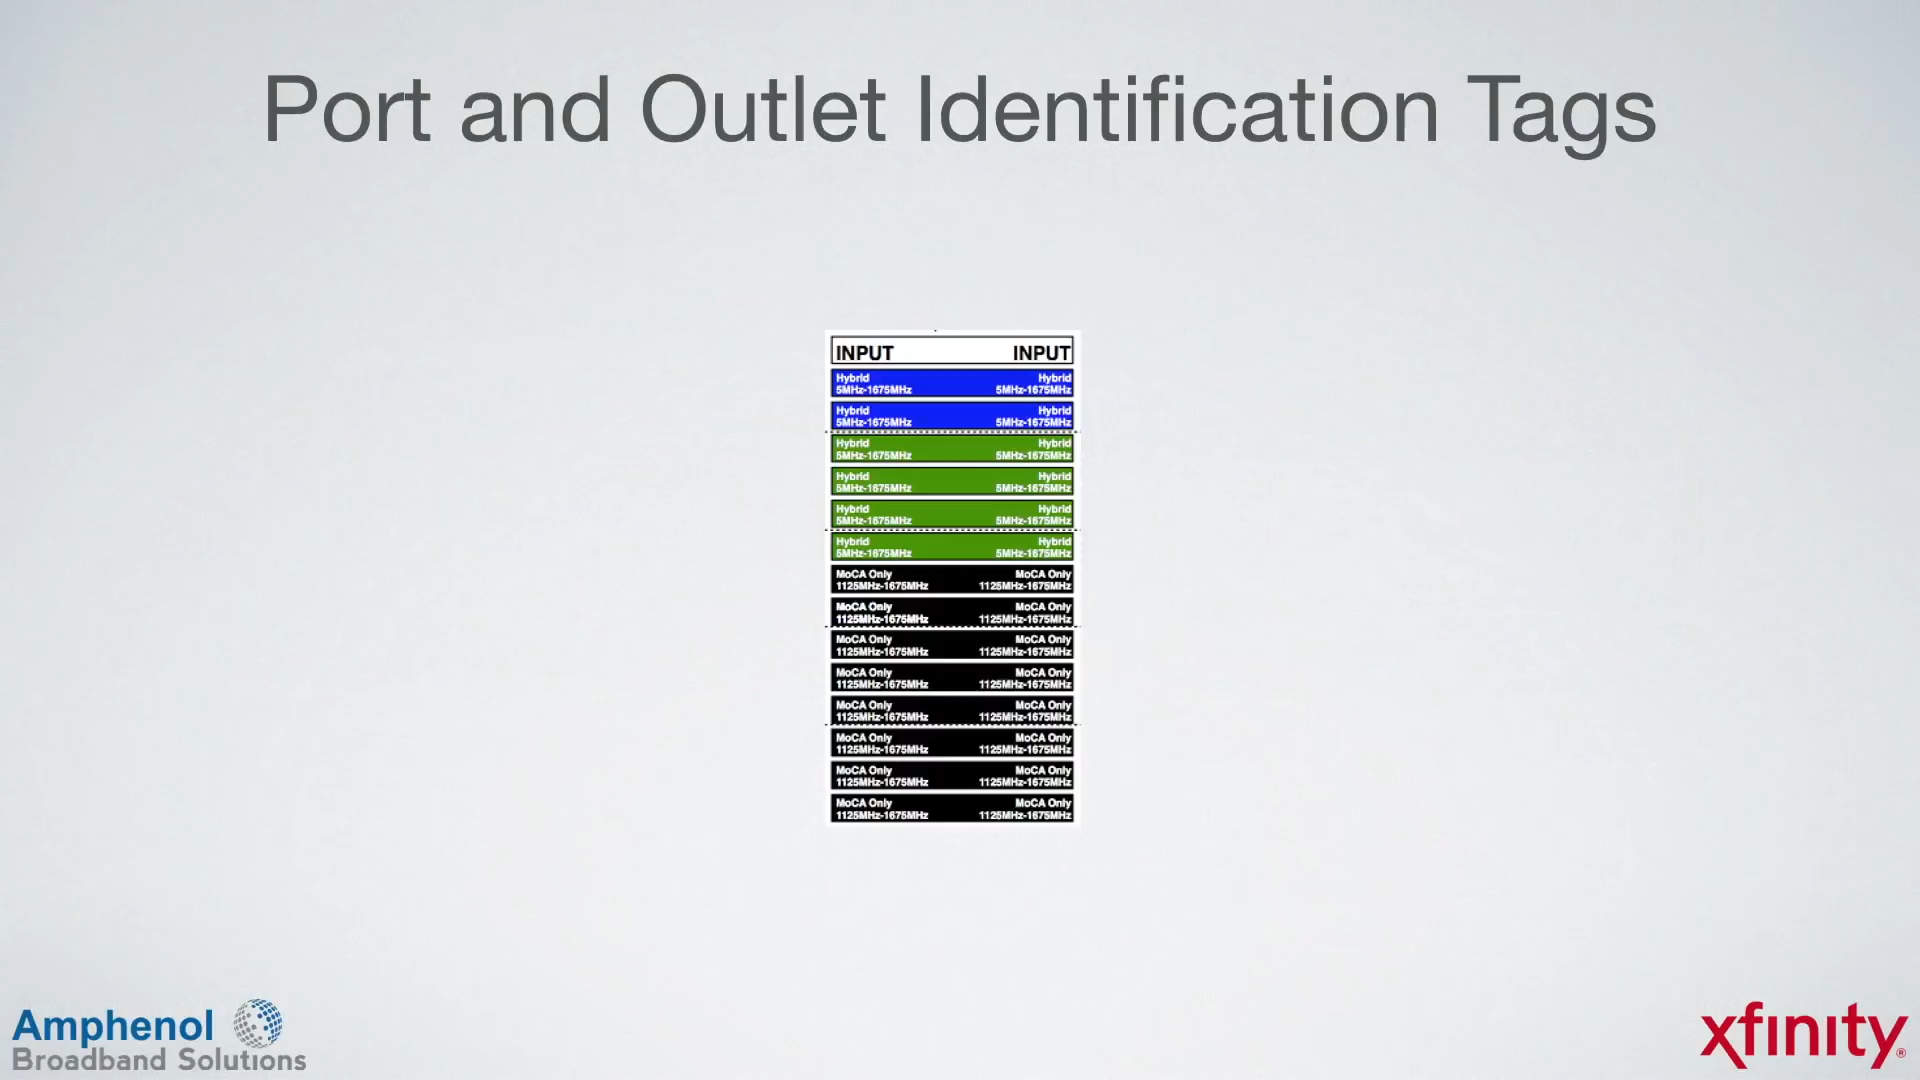 Port and Outlet Identification Tags
INPUT INPUT
Hybrid Hybrid
5MHz-1675MHz 5MHz-1675MHz
Hybrid Hybrid
5MHz-1675MHz 5MHz-1675MHz
Hybrid Hybrid
5MHz-1675MHz 5MHz-1675MHz
Hybrid Hybrid
5MHz-1675MHz 5MHz-1675MHz
Hybrid Hybrid
5MHz-1675MHz 5MHz-1675MHz
Hybrid Hybrid
5MHz-1675MHz 5MHz-1675MHz
MoCA Only MoCA Only
1125MHz-1675MHz 1125MHz-1675MHz
MoCA Only MoCA Only
1125MHz-1675MHz 1125MHz-1675MHz
MoCA Only MoCA Only
1125MHz-1675MHz 1125MHz-1675MHz
MoCA Only MoCA Only
1125MHz-1675MHz 1125MHz-1675MHz
MoCA Only MoCA Only
1125MHz-1675MHz 1125MHz-1675MHz
MoCA Only MoCA Only
1125MHz-1675MHz 1125MHz-1675MHz
MoCA Only MoCA Only
1125MHz-1675MHz 1125MHz-1675MHz
MoCA Only MoCA Only
1125MHz-1675MHz 1125MHz-1675MHz
Amphenol
Broadband Solutions
xfinity®